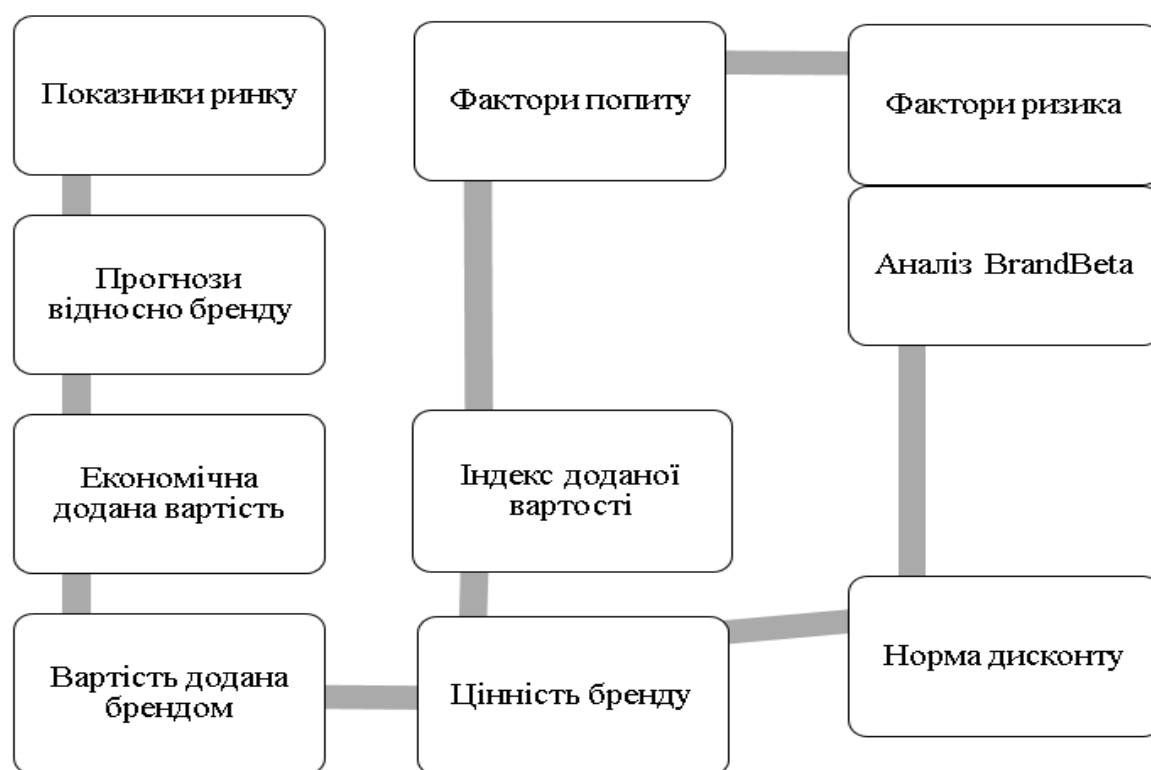 Показники ринку
Прогнози
відносно бренду
Економічна
додана вартість
Вартість додана
брендом
Фактори попиту
Індекс доданої
вартості
Цінність бренду
Фактори ризика
Аналіз BrandBeta
Норма дисконту